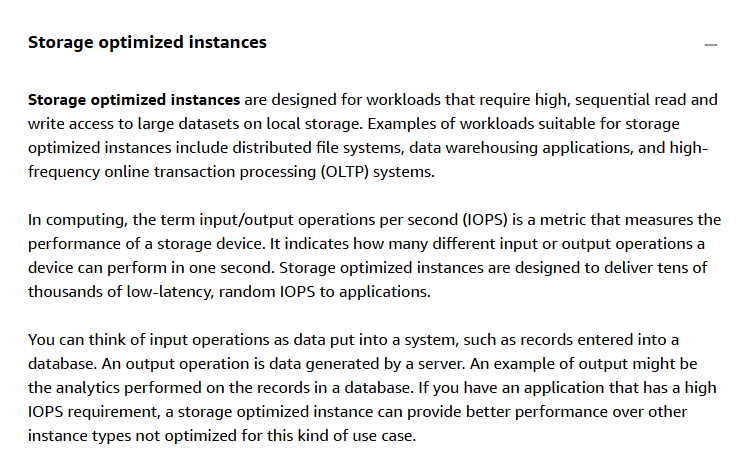 Storage optimized instances
Storage optimized instances are designed for workloads that require high, sequential read and
write access to large datasets on local storage. Examples of workloads suitable for storage
optimized instances include distributed file systems, data warehousing applications, and high-
frequency online transaction processing (OLTP) systems.
In computing, the term input/output operations per second (IOPS) is a metric that measures the
performance of a storage device. It indicates how many different input or output operations a
device can perform in one second. Storage optimized instances are designed to deliver tens of
thousands of low-latency, random IOPS to applications.
You can think of input operations as data put into a system, such as records entered into a
database. An output operation is data generated by a server. An example of output might be
the analytics performed on the records in a database. If you have an application that has a high
IOPS requirement, a storage optimized instance can provide better performance over other
instance types not optimized for this kind of use case.